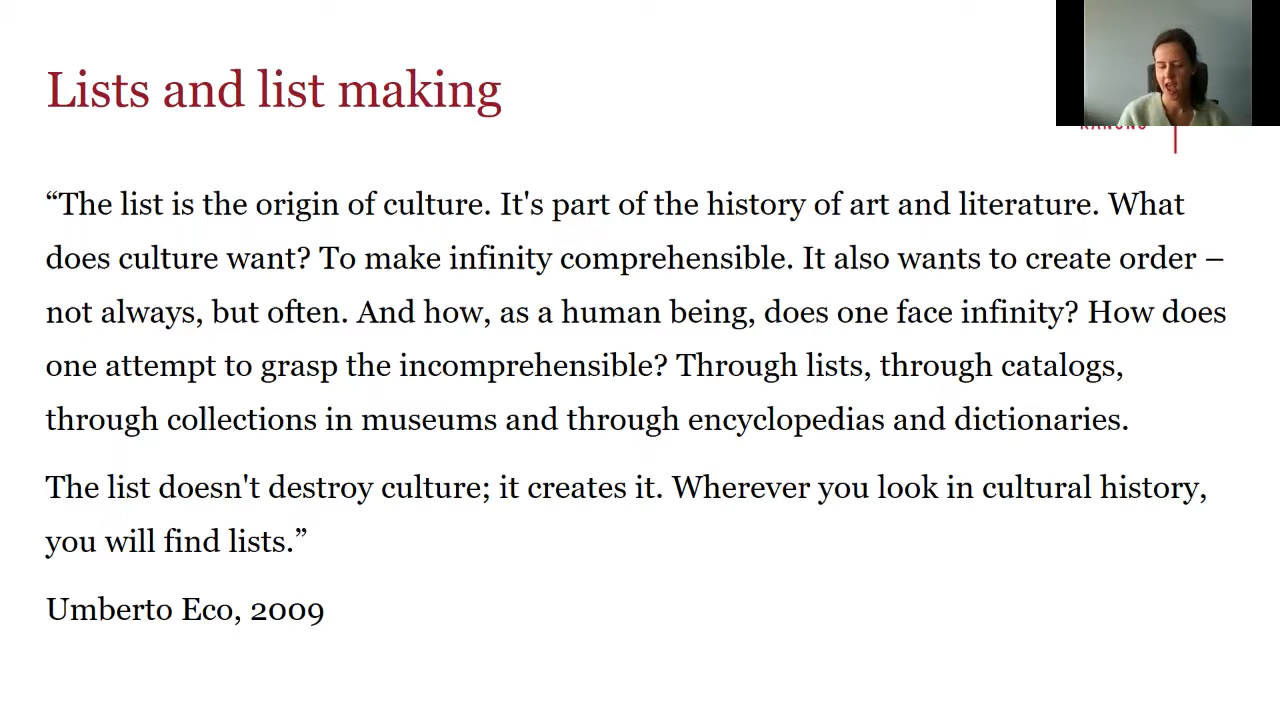 Lists and list making
“The list is the origin of culture. It's part of the history of art and literature. What
does culture want? To make infinity comprehensible. It also wants to create order –
not always, but often. And how, as a human being, does one face infinity? How does
one attempt to grasp the incomprehensible? Through lists, through catalogs,
through collections in museums and through encyclopedias and dictionaries.
The list doesn't destroy culture; it creates it. Wherever you look in cultural history,
you will find lists.”
Umberto Eco, 2009